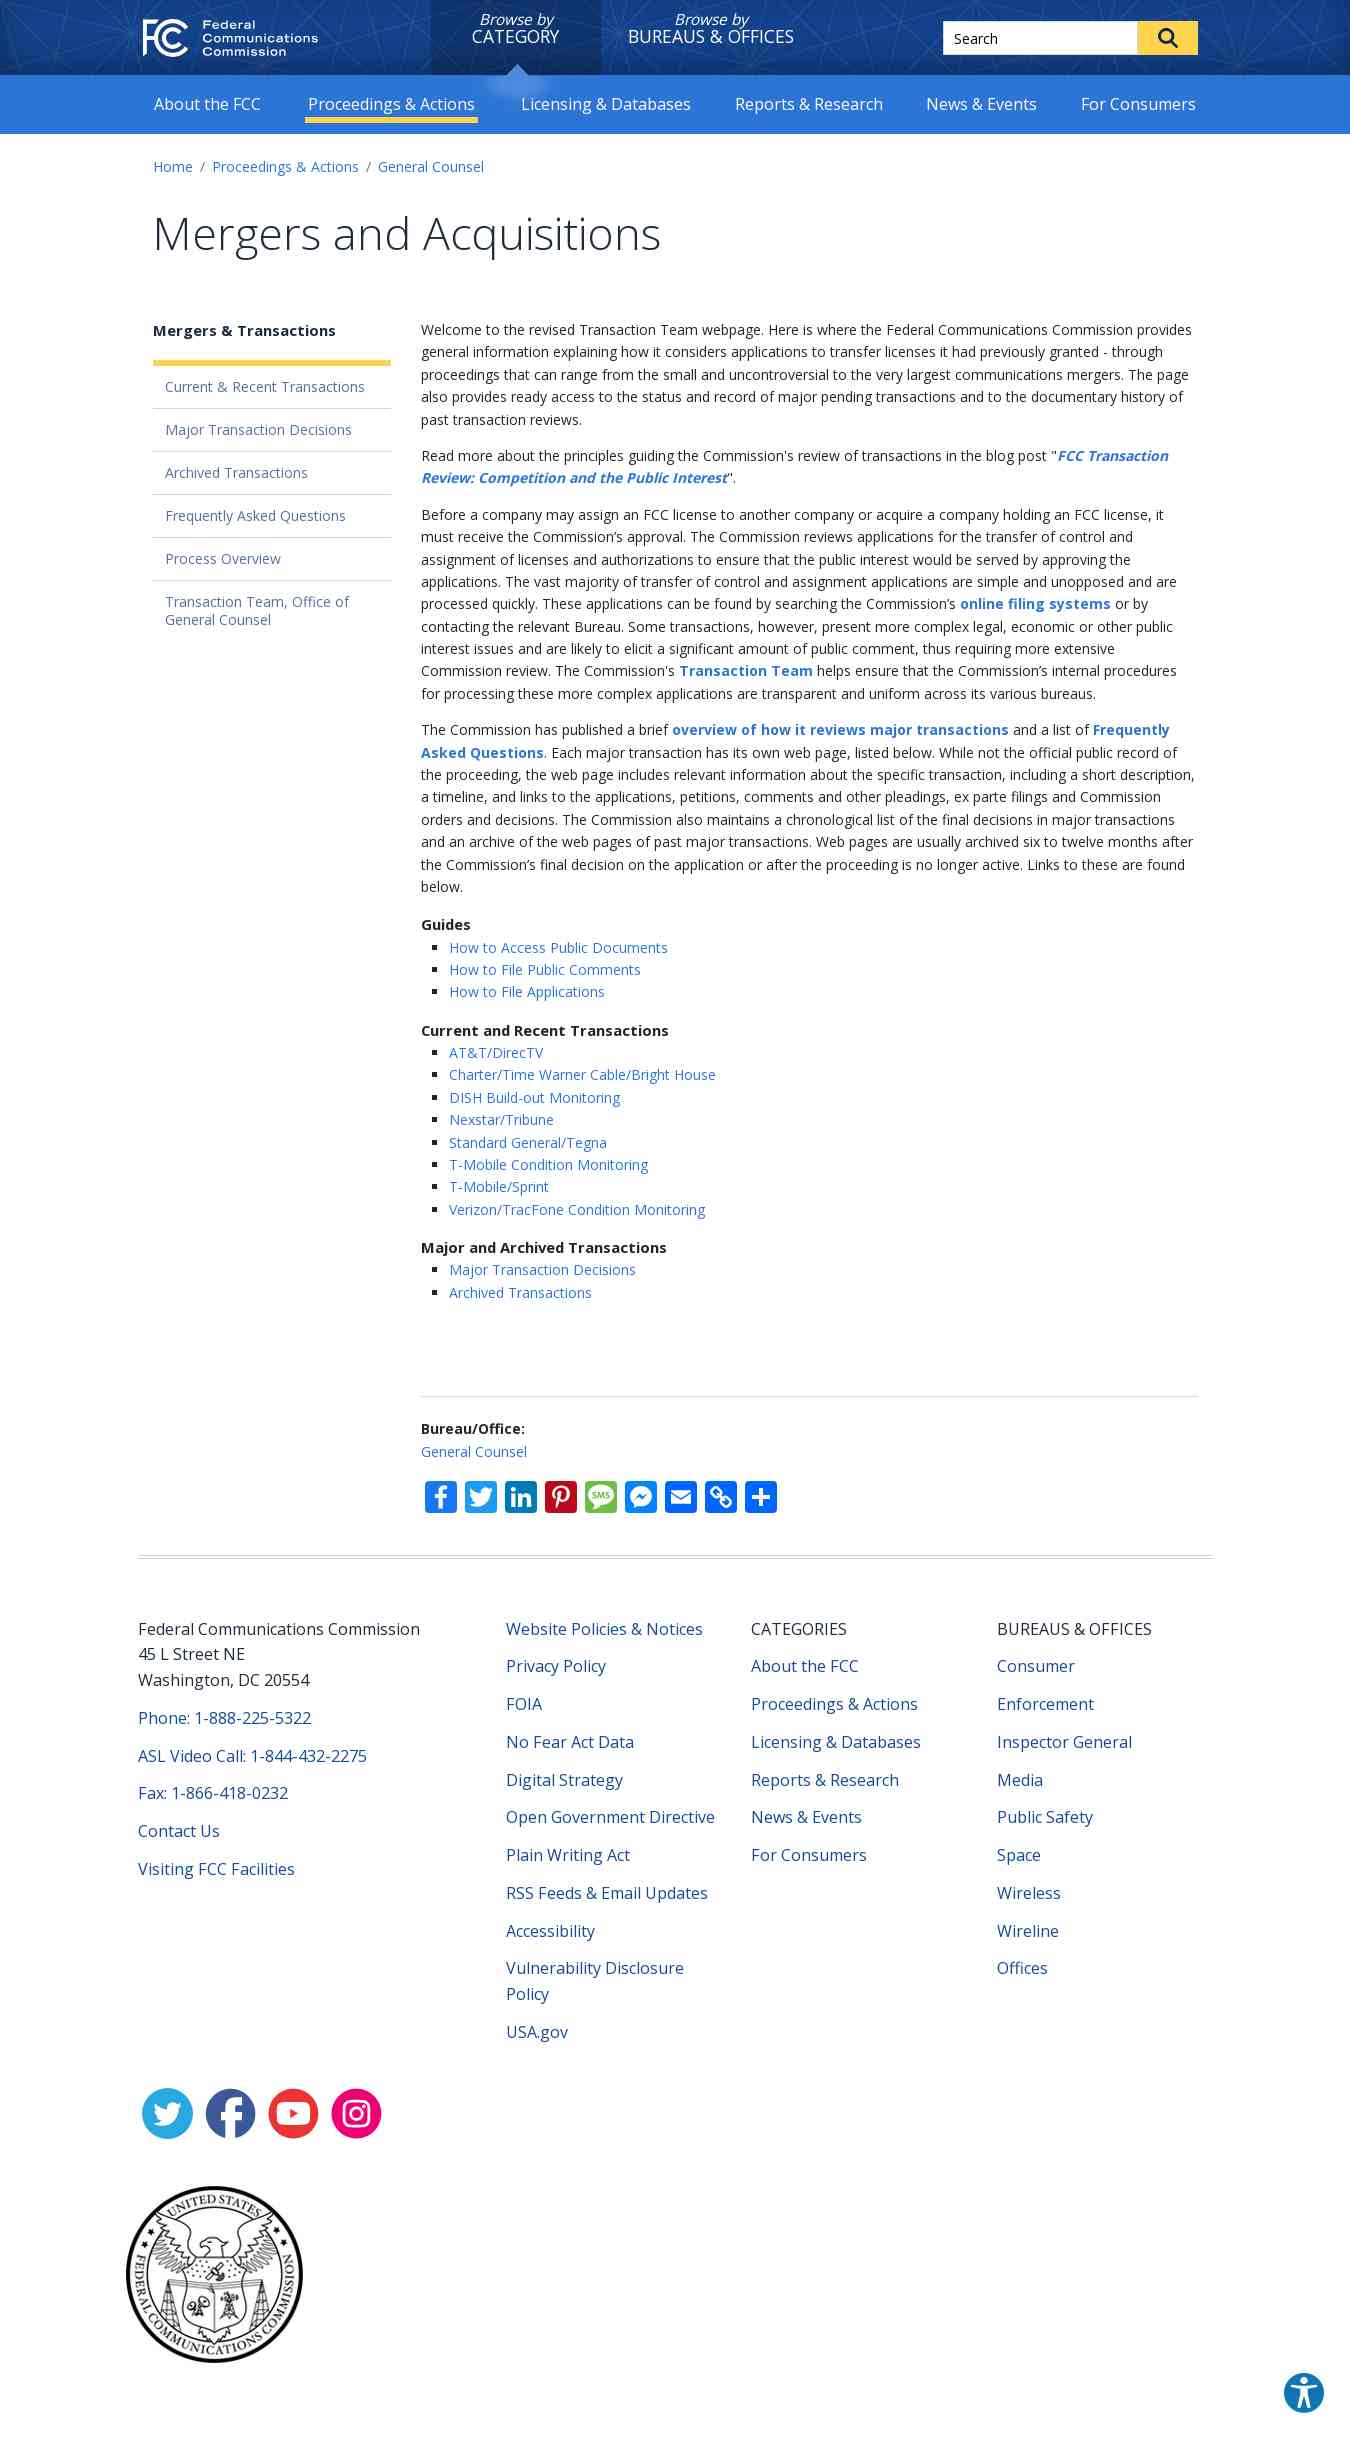 Federal
Communications
Commission
Browse by
CATEGORY
Browse by
BUREAUS & OFFICES
Search
About the FCC
Proceedings & Actions
Licensing & Databases
Reports & Research
News & Events
For Consumers
Home / Proceedings & Actions / General Counsel
Mergers and Acquisitions
Mergers & Transactions
Current & Recent Transactions
Major Transaction Decisions
Archived Transactions
Frequently Asked Questions
Process Overview
Transaction Team, Office of
General Counsel
Welcome to the revised Transaction Team webpage. Here is where the Federal Communications Commission provides
general information explaining how it considers applications to transfer licenses it had previously granted - through
proceedings that can range from the small and uncontroversial to the very largest communications mergers. The page
also provides ready access to the status and record of major pending transactions and to the documentary history of
past transaction reviews.
Read more about the principles guiding the Commission's review of transactions in the blog post "FCC Transaction
Review: Competition and the Public Interest".
Before a company may assign an FCC license to another company or acquire a company holding an FCC license, it
must receive the Commission’s approval. The Commission reviews applications for the transfer of control and
assignment of licenses and authorizations to ensure that the public interest would be served by approving the
applications. The vast majority of transfer of control and assignment applications are simple and unopposed and are
processed quickly. These applications can be found by searching the Commission’s online filing systems or by
contacting the relevant Bureau. Some transactions, however, present more complex legal, economic or other public
interest issues and are likely to elicit a significant amount of public comment, thus requiring more extensive
Commission review. The Commission's Transaction Team helps ensure that the Commission’s internal procedures
for processing these more complex applications are transparent and uniform across its various bureaus.
The Commission has published a brief overview of how it reviews major transactions and a list of Frequently
Asked Questions. Each major transaction has its own web page, listed below. While not the official public record of
the proceeding, the web page includes relevant information about the specific transaction, including a short description,
a timeline, and links to the applications, petitions, comments and other pleadings, ex parte filings and Commission
orders and decisions. The Commission also maintains a chronological list of the final decisions in major transactions
and an archive of the web pages of past major transactions. Web pages are usually archived six to twelve months after
the Commission’s final decision on the application or after the proceeding is no longer active. Links to these are found
below.
Guides
How to Access Public Documents
How to File Public Comments
How to File Applications
Current and Recent Transactions
AT&T/DirecTV
Charter/Time Warner Cable/Bright House
DISH Build-out Monitoring
Nexstar/Tribune
Standard General/Tegna
T-Mobile Condition Monitoring
T-Mobile/Sprint
Verizon/TracFone Condition Monitoring
Major and Archived Transactions
Major Transaction Decisions
Archived Transactions
Bureau/Office:
General Counsel
SMS
Federal Communications Commission
45 L Street NE
Washington, DC 20554
Phone: 1-888-225-5322
ASL Video Call: 1-844-432-2275
Fax: 1-866-418-0232
Contact Us
Visiting FCC Facilities
Website Policies & Notices
Privacy Policy
FOIA
No Fear Act Data
Digital Strategy
Open Government Directive
Plain Writing Act
RSS Feeds & Email Updates
Accessibility
Vulnerability Disclosure
Policy
USA.gov
CATEGORIES
About the FCC
Proceedings & Actions
Licensing & Databases
Reports & Research
News & Events
For Consumers
BUREAUS & OFFICES
Consumer
Enforcement
Inspector General
Media
Public Safety
Space
Wireless
Wireline
Offices
UNITED STATES
FEDERAL COMMUNICATIONS COMMISSION